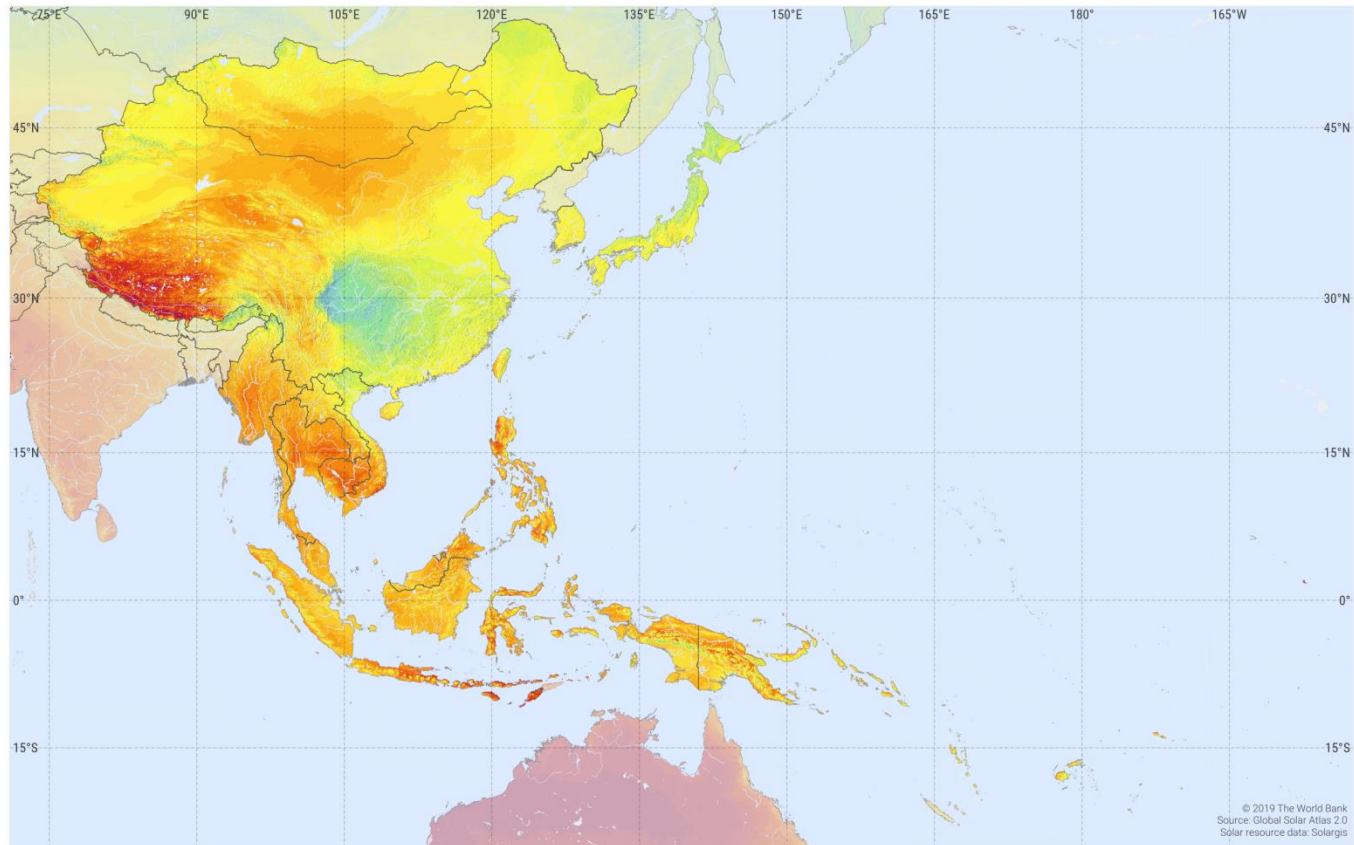 75°E 90°E 105°E 120°E 135°E 150°E 165°E 180° 165°W
45°N 45°N
30°N 30°N
15°N 15°N
0° 0°
15°S 15°S
© 2019 The World Bank
Source: Global Solar Atlas 2.0
Solar resource data: Solargis